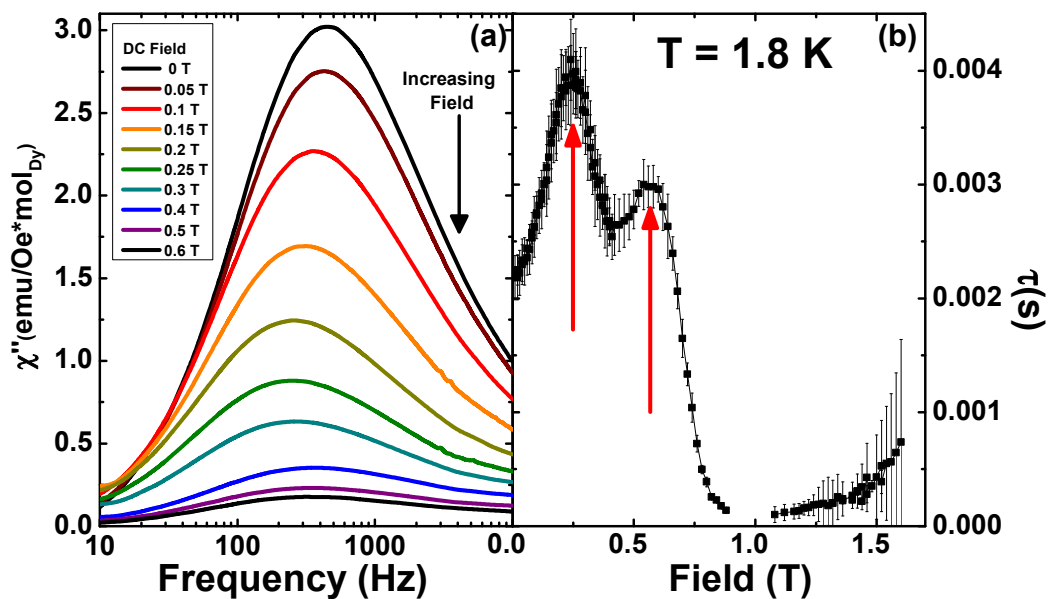 (a)
DC Field
0 T
0.05 T
0.1 T
0.15 T
0.2 T
0.25 T
0.3 T
0.4 T
0.5 T
0.6 T
Increasing
Field
3.0
2.5
2.0
1.5
1.0
0.5
0.0
χ''(emu/Oe*mol_Dy)
10
100
1000
Frequency (Hz)
T = 1.8 K
(b)
0.004
0.003
0.002
0.001
0.000
τ(s)
0.0
0.5
1.0
1.5
Field (T)